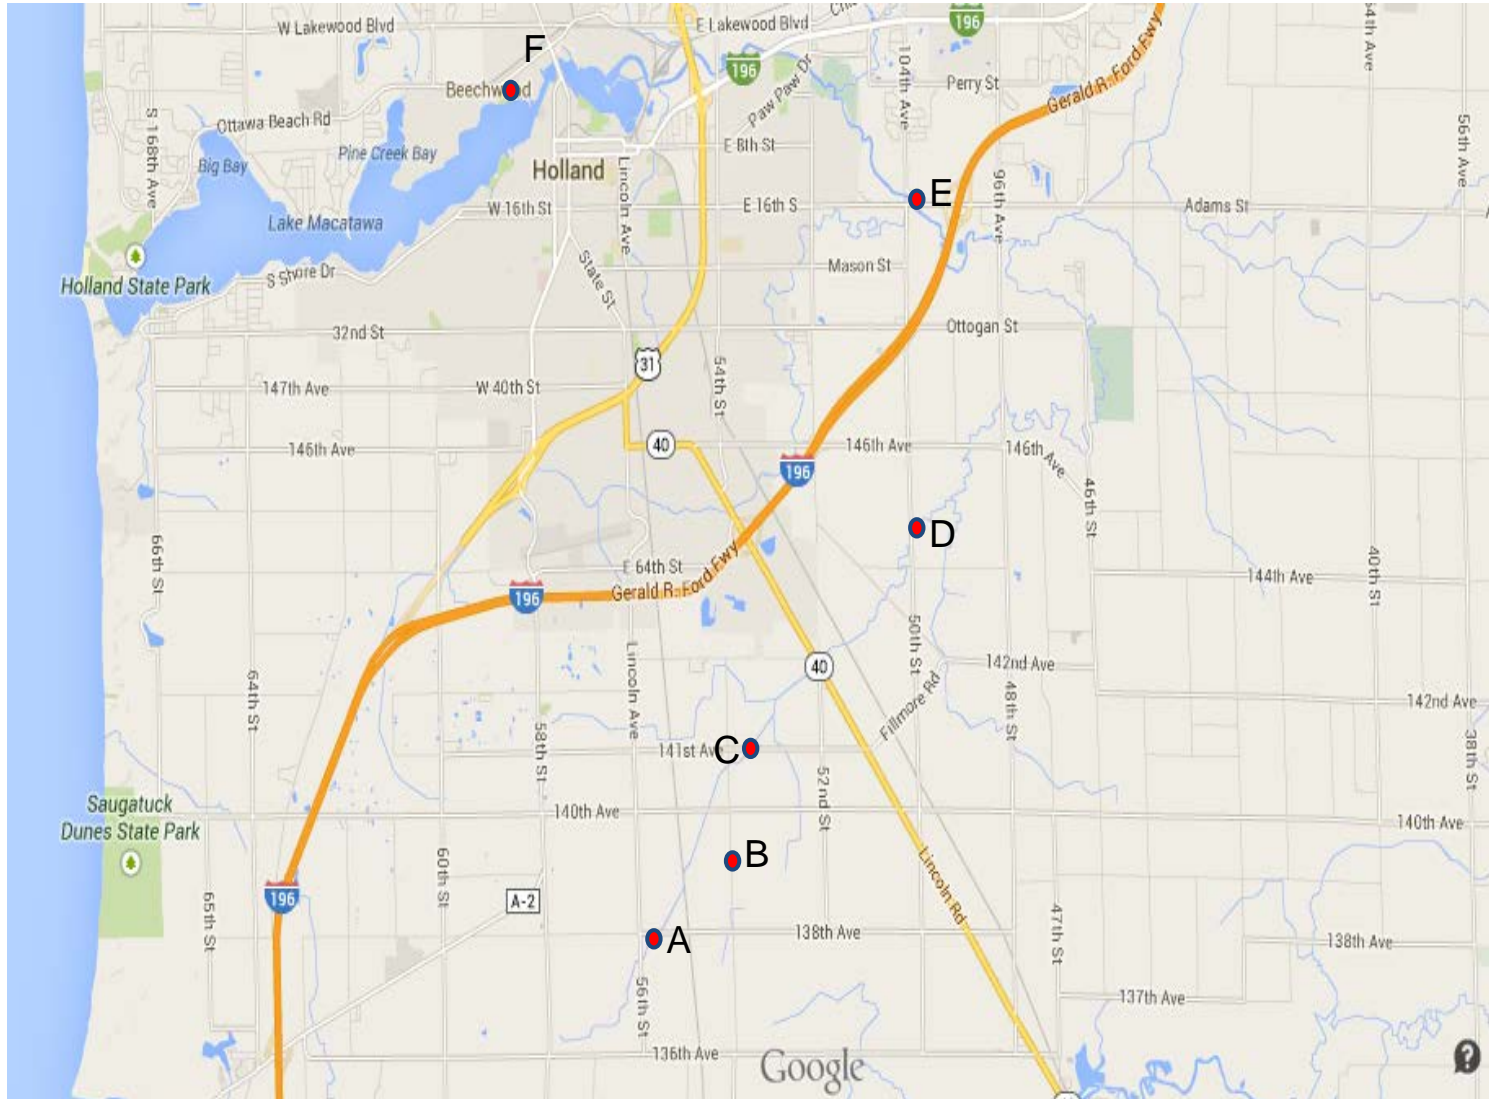 W Lakewood Blvd
E Lakewood Blvd
196
64th Ave
F
196
104th Ave
Perry St
Gerald R. Ford Fwy
Beechwood
Paw Paw Dr
S 168th Ave
Ottawa Beach Rd
Pine Creek Bay
Big Bay
E 8th St
56th Ave
Holland
Lincoln Ave
96th Ave
E
W 16th St
E 16th S
Adams St
Lake Macatawa
Mason St
State St
S Shore Dr
Holland State Park
32nd St
Ottogan St
31
54th St
147th Ave
W 40th St
40
146th Ave
146th Ave
146th Ave
196
46th St
D
66th St
E 64th St
Gerald R. Ford Fwy
144th Ave
40th St
196
50th St
40
142nd Ave
Lincoln Ave
64th St
48th St
142nd Ave
Fillmore Rd
58th St
141st Ave
C
38th St
52nd St
Saugatuck
Dunes State Park
140th Ave
140th Ave
B
60th St
Lincoln Rd
196
A-2
65th St
A
138th Ave
47th St
138th Ave
56th St
137th Ave
136th Ave
Google
?